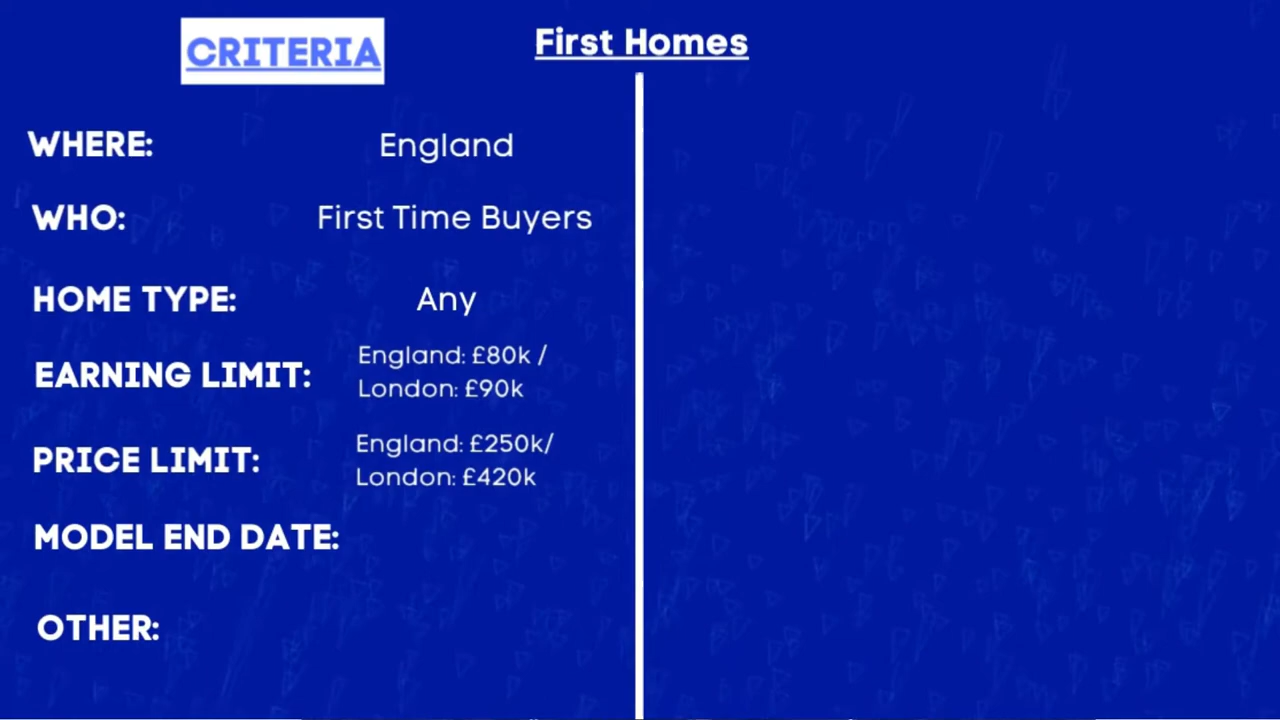 CRITERIA
First Homes
WHERE: England
WHO: First Time Buyers
HOME TYPE: Any
EARNING LIMIT: England: £80k /
London: £90k
PRICE LIMIT: England: £250k/
London: £420k
MODEL END DATE:
OTHER: